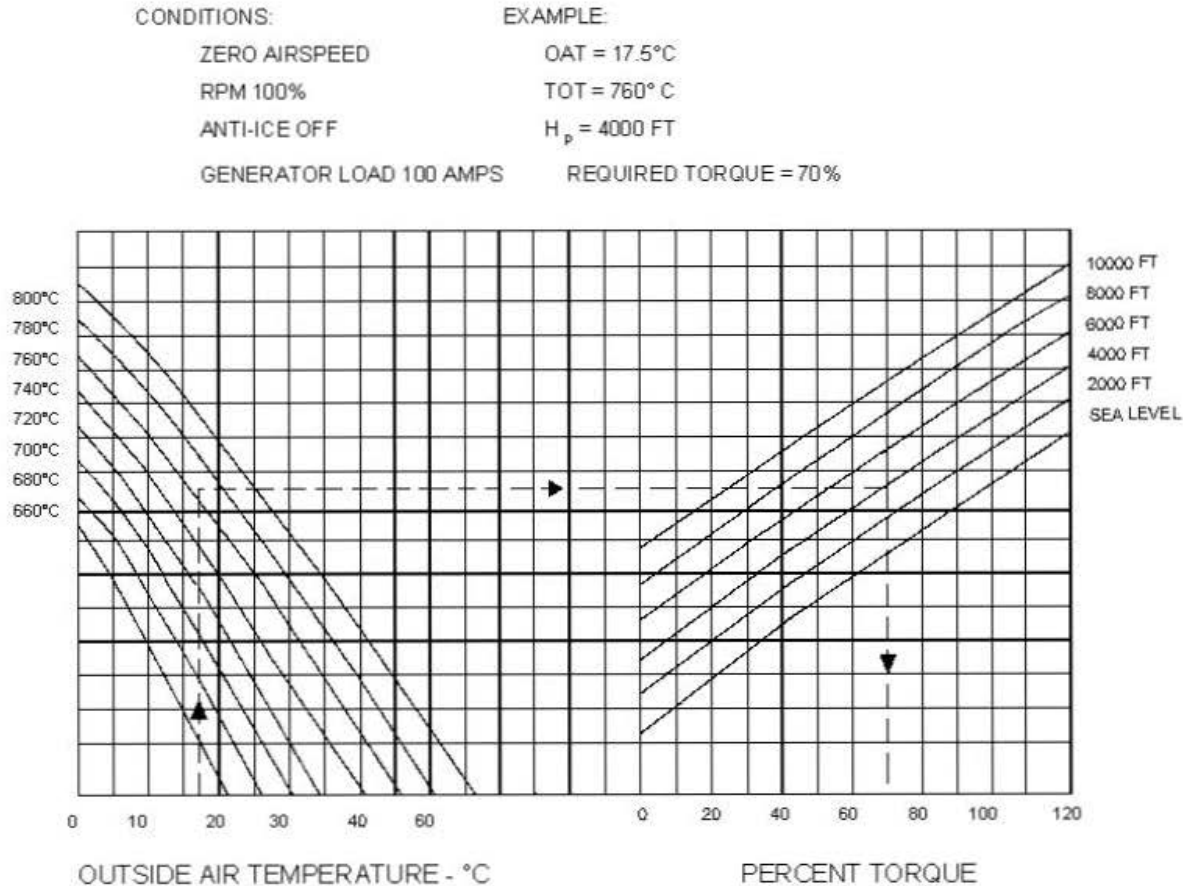 CONDITIONS:
EXAMPLE:
ZERO AIRSPEED
OAT = 17.5°C
RPM 100%
TOT = 760° C
ANTI-ICE OFF
H p = 4000 FT
GENERATOR LOAD 100 AMPS
REQUIRED TORQUE = 70%
800°C
780°C
760°C
740°C
720°C
700°C
680°C
660°C
10000 FT
8000 FT
6000 FT
4000 FT
2000 FT
SEA LEVEL
0 10 20 30 40 60
0 20 40 60 80 100 120
OUTSIDE AIR TEMPERATURE - °C
PERCENT TORQUE